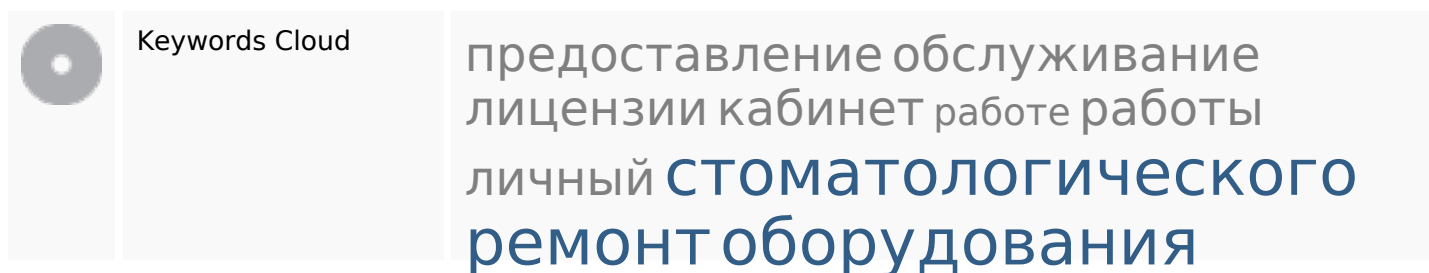 Keywords Cloud
предоставление обслуживание
лицензии кабинет работе работы
личный стоматологического
ремонт оборудования